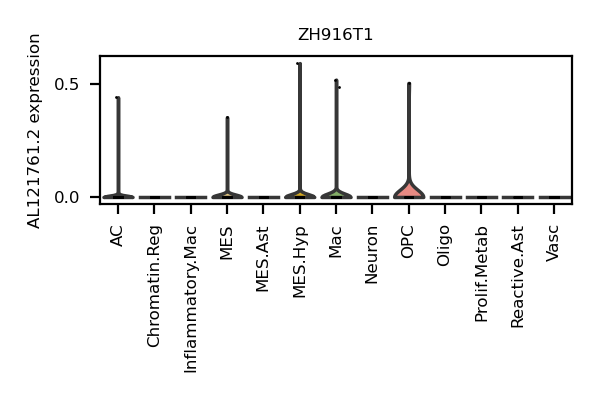 ZH916T1
AL121761.2 expression
0.5
0.0
AC
Chromatin.Reg
Inflammatory.Mac
MES
MES.Ast
MES.Hyp
Mac
Neuron
OPC
Oligo
Prolif.Metab
Reactive.Ast
Vasc